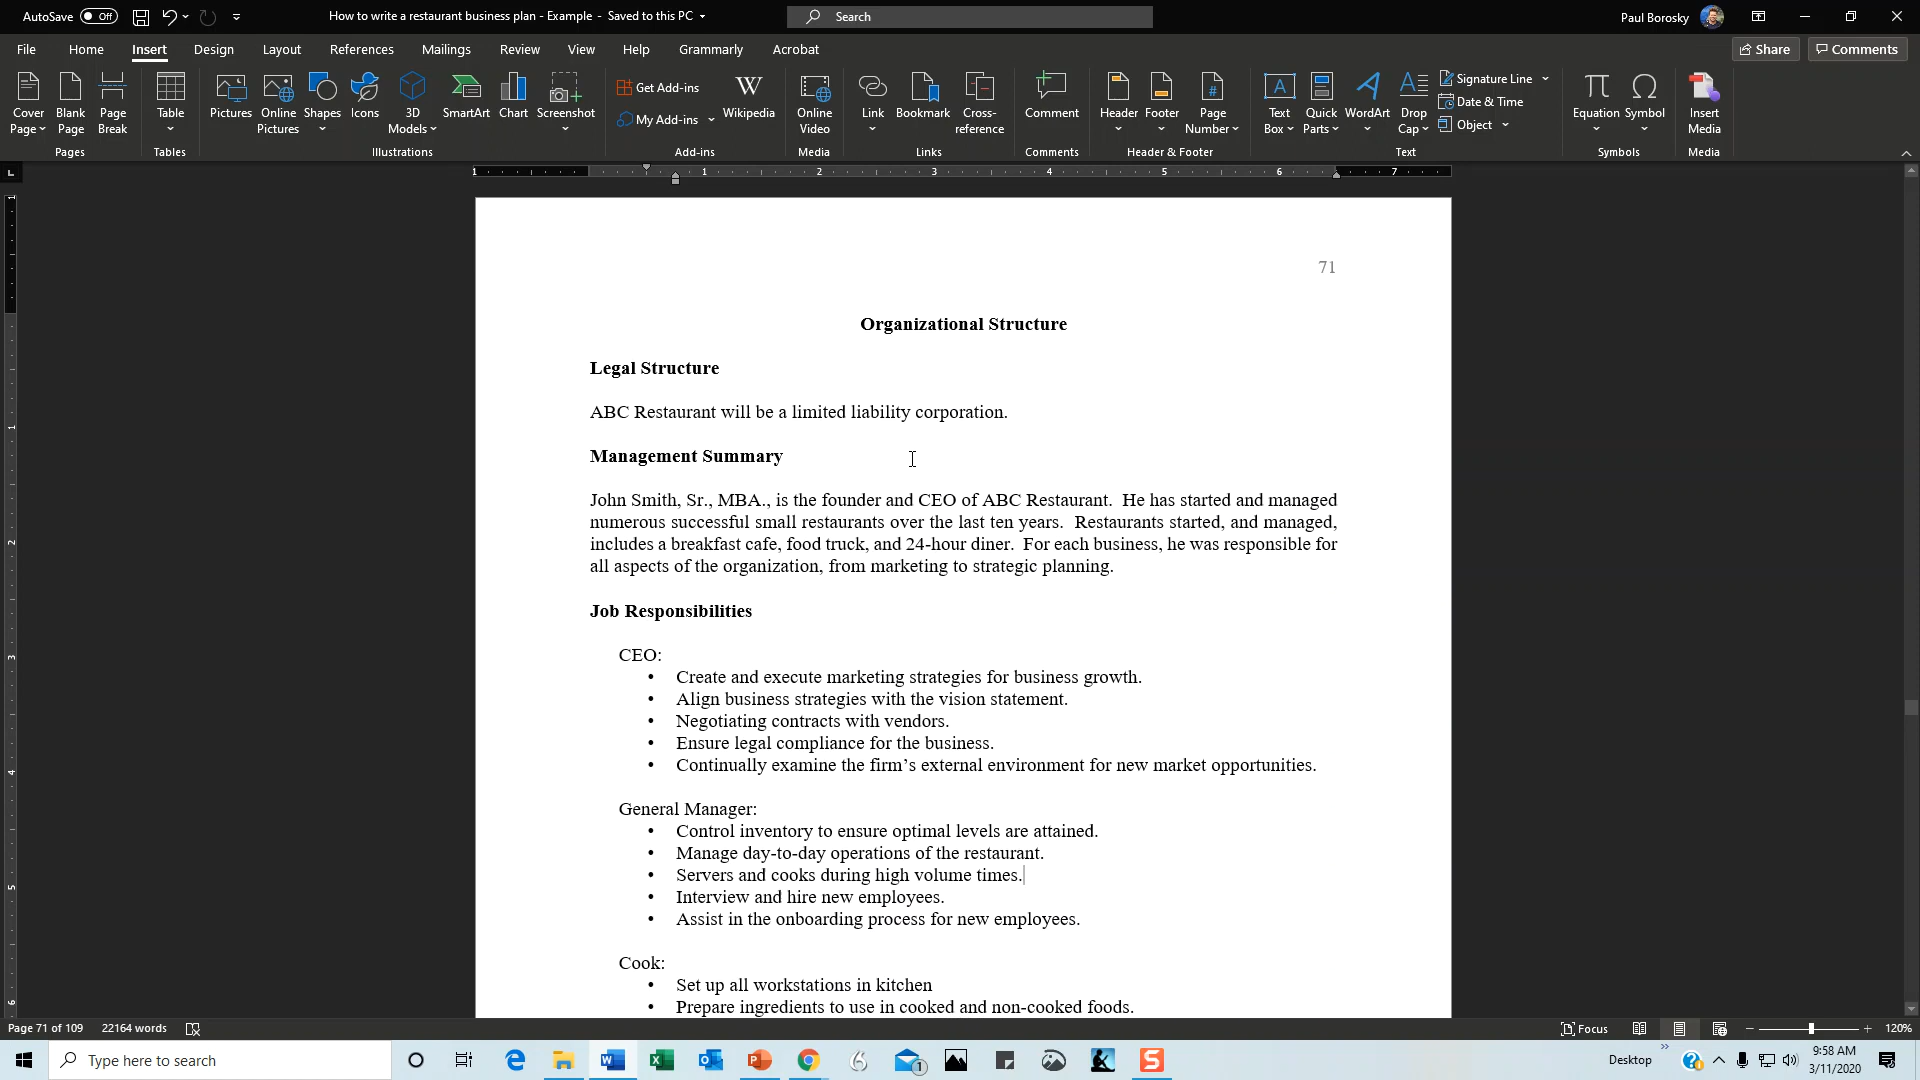 AutoSave Off How to write a restaurant business plan - Example - Saved to this PC Search Paul Borosky
File Home Insert Design Layout References Mailings Review View Help Grammarly Acrobat Share Comments
Cover Page Blank Page Page Break Table Pictures Online Pictures Shapes Icons 3D Models SmartArt Chart Screenshot Get Add-ins My Add-ins Wikipedia Online Video Link Bookmark Cross-reference Comment Header Footer Page Number Text Box Quick Parts WordArt Drop Cap Signature Line Date & Time Object Equation Symbol Insert Media
Pages Tables Illustrations Add-ins Media Links Comments Header & Footer Text Symbols Media
1 1 2 3 4 5 6 7
71
Organizational Structure
Legal Structure
ABC Restaurant will be a limited liability corporation.
Management Summary
John Smith, Sr., MBA., is the founder and CEO of ABC Restaurant. He has started and managed
numerous successful small restaurants over the last ten years. Restaurants started, and managed,
includes a breakfast cafe, food truck, and 24-hour diner. For each business, he was responsible for
all aspects of the organization, from marketing to strategic planning.
Job Responsibilities
CEO:
• Create and execute marketing strategies for business growth.
• Align business strategies with the vision statement.
• Negotiating contracts with vendors.
• Ensure legal compliance for the business.
• Continually examine the firm's external environment for new market opportunities.
General Manager:
• Control inventory to ensure optimal levels are attained.
• Manage day-to-day operations of the restaurant.
• Servers and cooks during high volume times.
• Interview and hire new employees.
• Assist in the onboarding process for new employees.
Cook:
• Set up all workstations in kitchen
• Prepare ingredients to use in cooked and non-cooked foods.
Page 71 of 109 22164 words Focus 120%
Type here to search Desktop 9:58 AM
3/11/2020